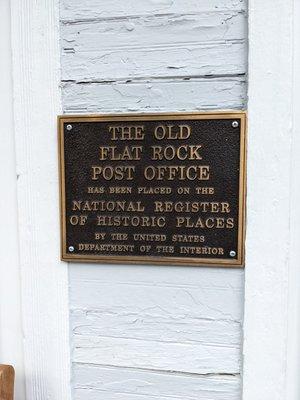 THE OLD
FLAT ROCK
POST OFFICE
HAS BEEN PLACED ON THE
NATIONAL REGISTER
OF HISTORIC PLACES
BY THE UNITED STATES
DEPARTMENT OF THE INTERIOR